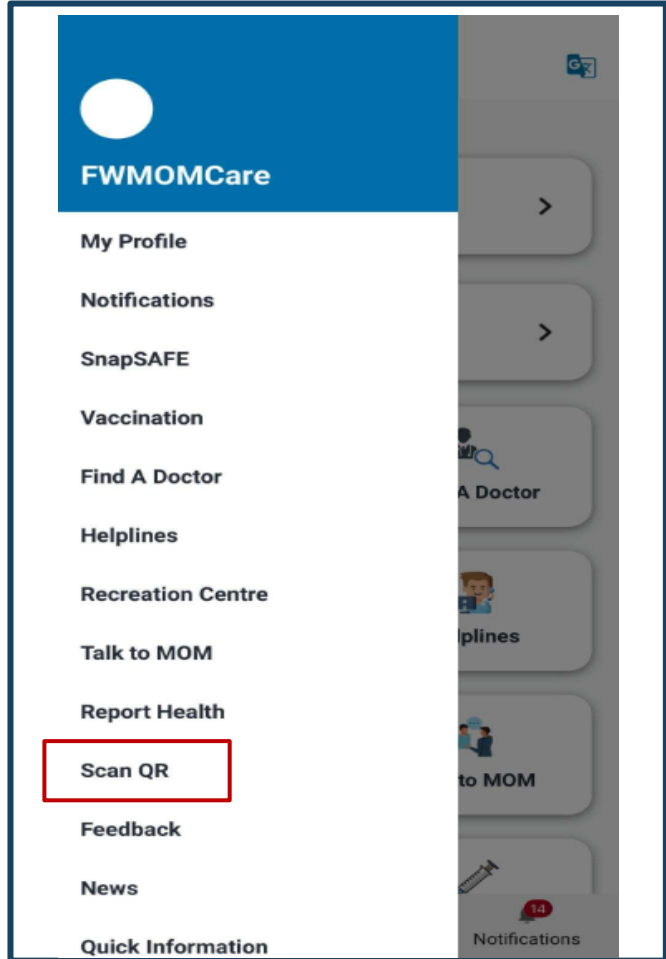 FWMOMCare
My Profile
Notifications
SnapSAFE
Vaccination
Find A Doctor
Helplines
Recreation Centre
Talk to MOM
Report Health
Scan QR
Feedback
News
Quick Information
A Doctor
lplines
to MOM
14
Notifications